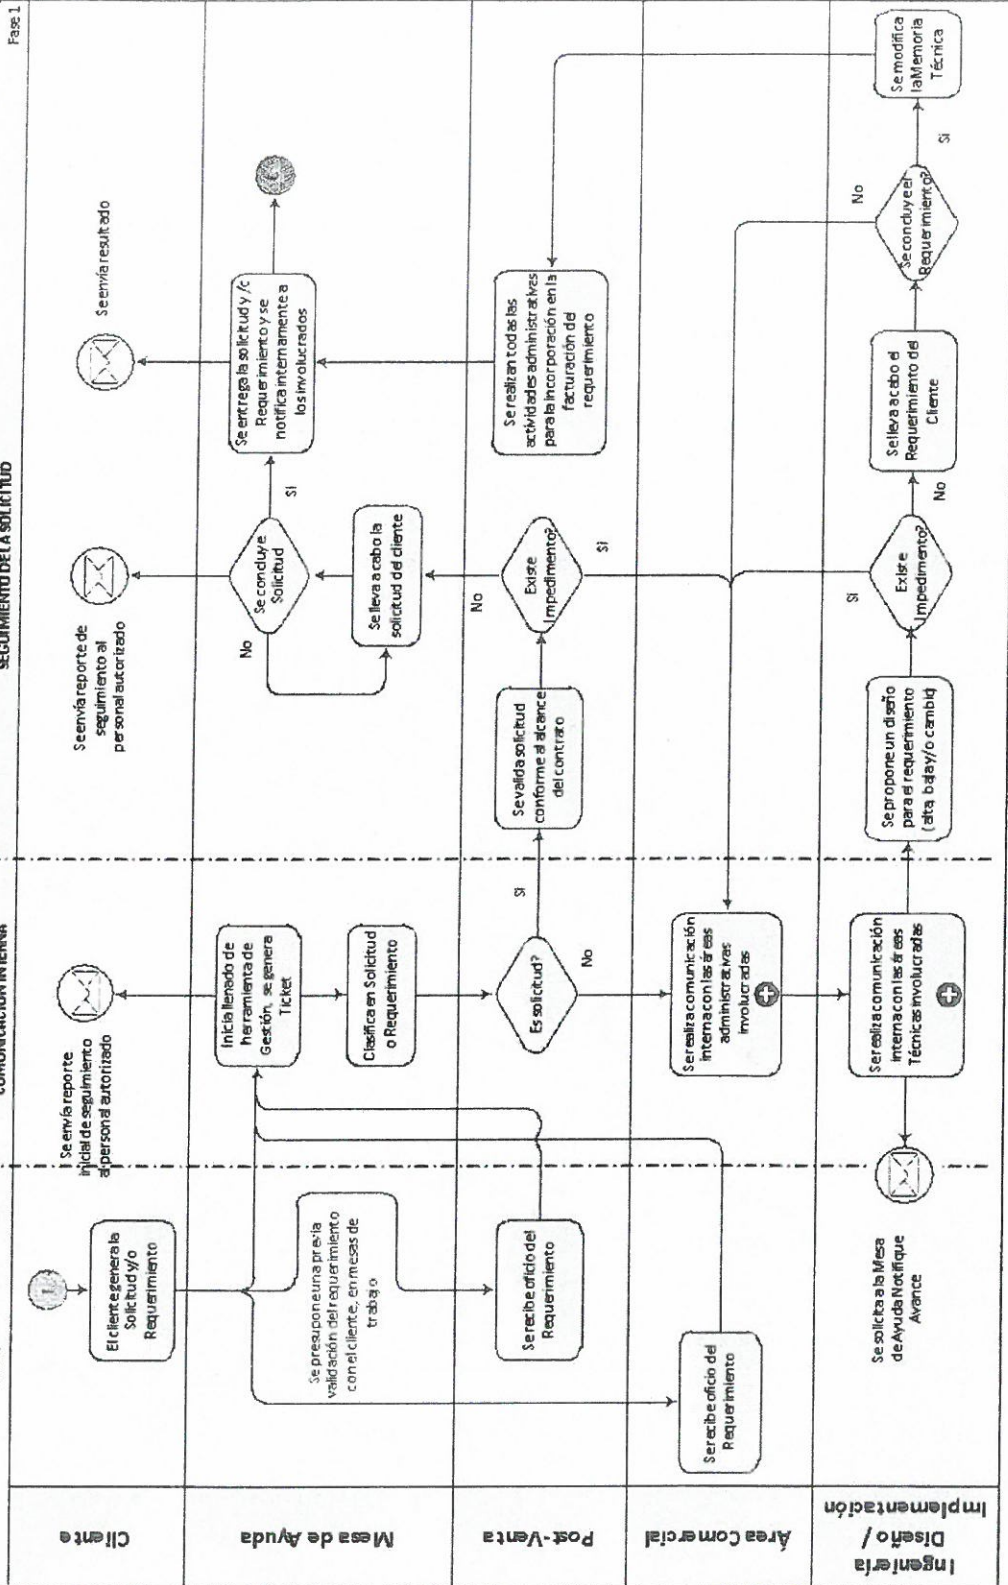 COMUNICACIÓN INTERNA
SEGUIMIENTO DE LA SOLICITUD
Fase 1
Cliente
El cliente genera la
Solicitud y/o
Requerimiento
Se envía reporte
inicial de seguimiento
al personal autorizado
Se envía reporte de
seguimiento al
personal autorizado
Se envía resultado
Mesa de Ayuda
Se presupone una previa
validación del requerimiento
con el cliente, en mesas de
trabajo
Inicia llenado de
herramienta de
Gestión, se genera
Ticket
Clasifica en Solicitud
o Requerimiento
Se concluye
Solicitud
No
Si
Se lleva a cabo la
solicitud del cliente
Se entrega la solicitud y /c
Requerimiento y se
notifica internamente a
los involucrados
Post-Venta
Se recibe oficio del
Requerimiento
Es solicitud?
Si
No
Se valida solicitud
conforme al alcance
del contrato
Existe
Impedimento?
No
Si
Se realizan todas las
actividades administrativas
para la incorporación en la
facturación del
requerimiento
Área Comercial
Se recibe oficio del
Requerimiento
Se realiza comunicación
interna con las áreas
administrativas
involucradas
Ingeniería
Diseño /
Implementación
Se solicita a la Mesa
de Ayuda Notifique
Avance
Se realiza comunicación
interna con las áreas
Técnicas involucradas
Se propone un diseño
para el requerimiento
(alta, baja y/o cambio)
Existe
Impedimento?
Si
No
Se lleva a cabo el
Requerimiento del
Cliente
Se concluye el
Requerimiento?
No
Si
Se modifica
la Memoria
Técnica